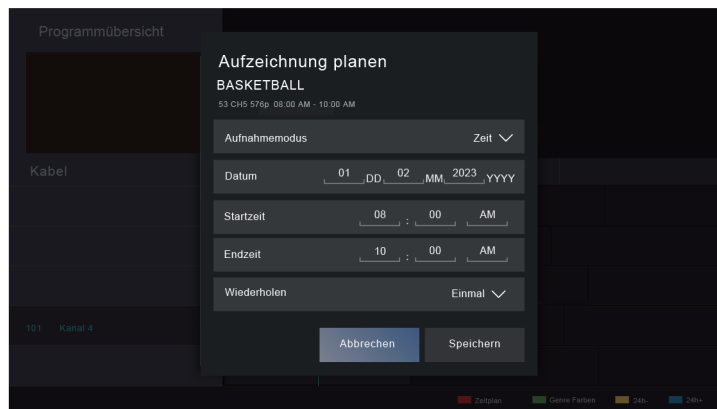 Programmübersicht
Aufzeichnung planen
BASKETBALL
53 CH5 576p 08:00 AM - 10:00 AM
Aufnahmemodus Zeit
Kabel
Datum 01 DD 02 MM 2023 YYYY
Startzeit 08 : 00 AM
Endzeit 10 : 00 AM
Wiederholen Einmal
101 Kanal 4
Abbrechen Speichern
Zeitplan Genre Farben 24h- 24h+